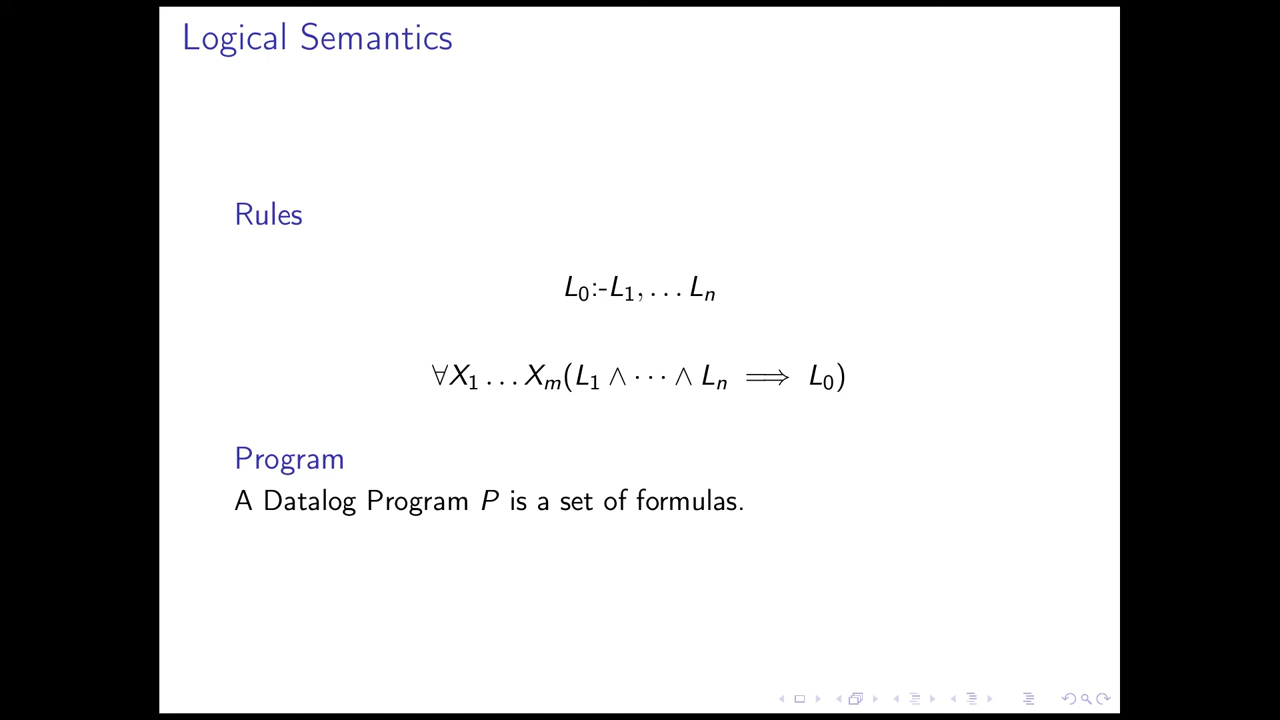 Logical Semantics
Rules
L₀:-L₁, . . . Lₙ
∀X₁ . . . Xₘ(L₁ ∧ · · · ∧ Lₙ ⟹ L₀)
Program
A Datalog Program P is a set of formulas.